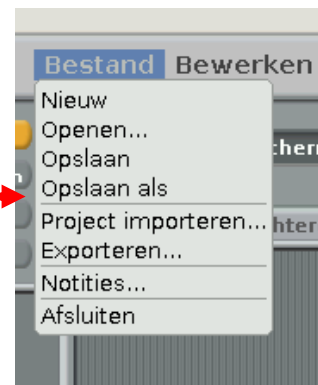 Bestand Bewerken
Nieuw
Openen...
Opslaan
Opslaan als
Project importeren...
Exporteren...
Notities...
Afsluiten